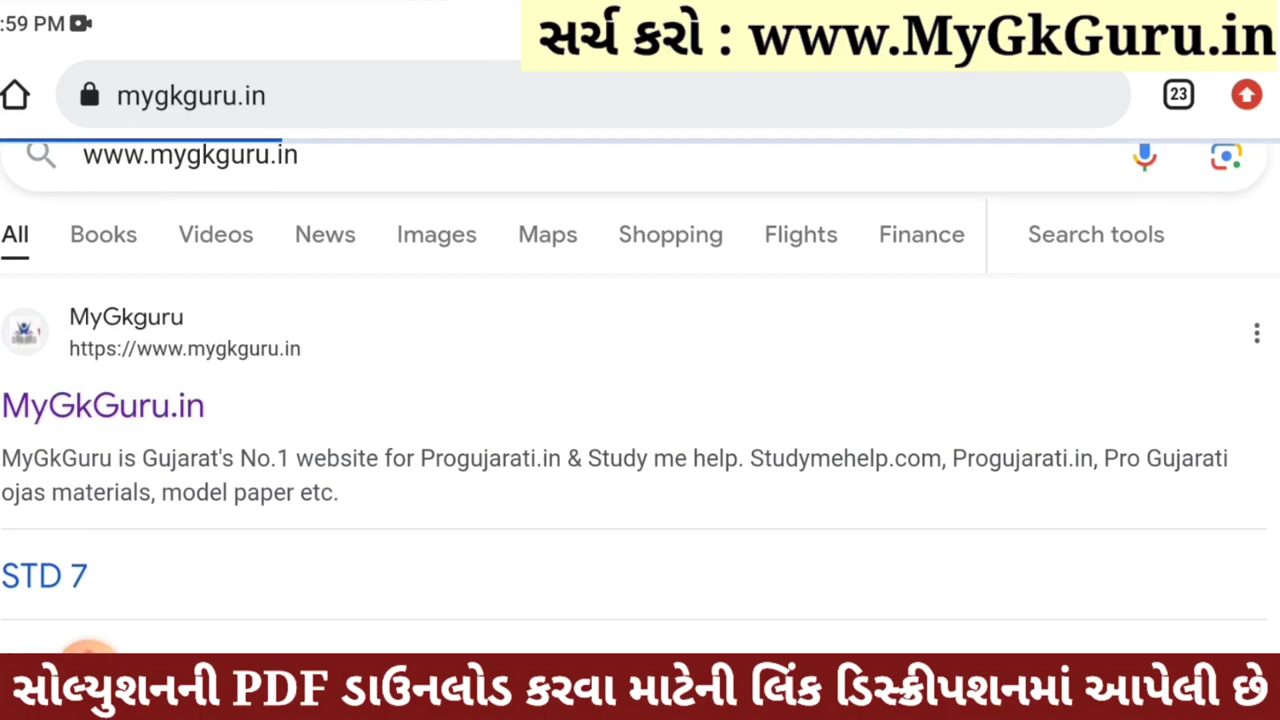 :59 PM
સર્ચ કરો : www.MyGkGuru.in
mygkguru.in
23
www.mygkguru.in
All Books Videos News Images Maps Shopping Flights Finance Search tools
MyGkguru
https://www.mygkguru.in
MyGkGuru.in
MyGkGuru is Gujarat's No.1 website for Progujarati.in & Study me help. Studymehelp.com, Progujarati.in, Pro Gujarati
ojas materials, model paper etc.
STD 7
સોલ્યુશનની PDF ડાઉનલોડ કરવા માટેની લિંક ડિસ્ક્રીપશનમાં આપેલી છે